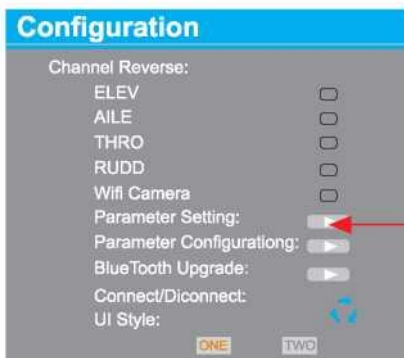 Configuration
Channel Reverse:
ELEV
AILE
THRO
RUDD
Wifi Camera
Parameter Setting:
Parameter Configurationg:
BlueTooth Upgrade:
Connect/Diconnect:
UI Style:
ONE TWO